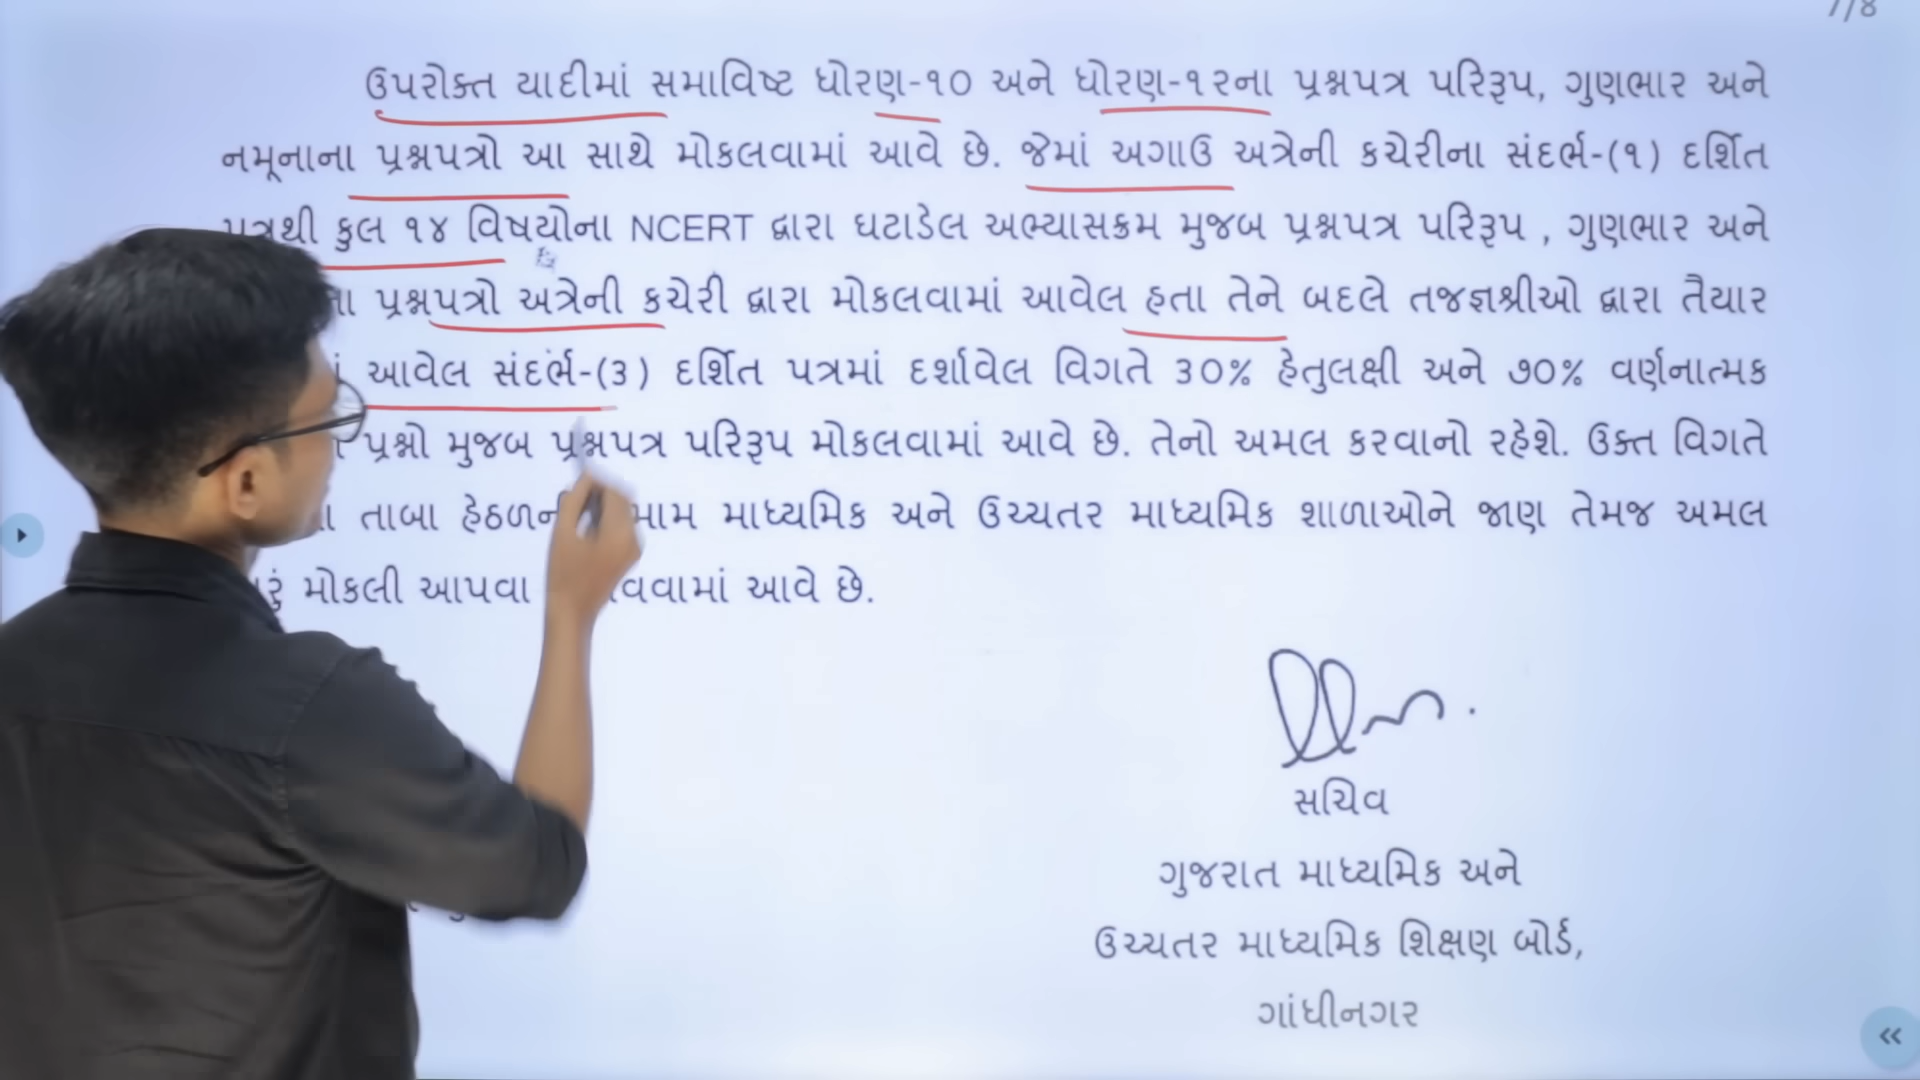 7/8
ઉપરોક્ત યાદીમાં સમાવિષ્ટ ધોરણ-૧૦ અને ધોરણ-૧૨ના પ્રશ્નપત્ર પરિરૂપ, ગુણભાર અને
નમૂનાના પ્રશ્નપત્રો આ સાથે મોકલવામાં આવે છે. જેમાં અગાઉ અત્રેની કચેરીના સંદર્ભ-(૧) દર્શિત
પત્રથી કુલ ૧૪ વિષયોના NCERT દ્વારા ઘટાડેલ અભ્યાસક્રમ મુજબ પ્રશ્નપત્ર પરિરૂપ , ગુણભાર અને
પ્રશ્નપત્રો અત્રેની કચેરી દ્વારા મોકલવામાં આવેલ હતા તેને બદલે તજજ્ઞશ્રીઓ દ્વારા તૈયાર
આવેલ સંદર્ભ-(૩) દર્શિત પત્રમાં દર્શાવેલ વિગતે ૩૦% હેતુલક્ષી અને ૭૦% વર્ણનાત્મક
પ્રશ્નો મુજબ પ્રશ્નપત્ર પરિરૂપ મોકલવામાં આવે છે. તેનો અમલ કરવાનો રહેશે. ઉક્ત વિગતે
તાબા હેઠળની માધ્યમિક અને ઉચ્ચતર માધ્યમિક શાળાઓને જાણ તેમજ અમલ
મોકલી આપવા આવે છે.
સચિવ
ગુજરાત માધ્યમિક અને
ઉચ્ચતર માધ્યમિક શિક્ષણ બોર્ડ,
ગાંધીનગર